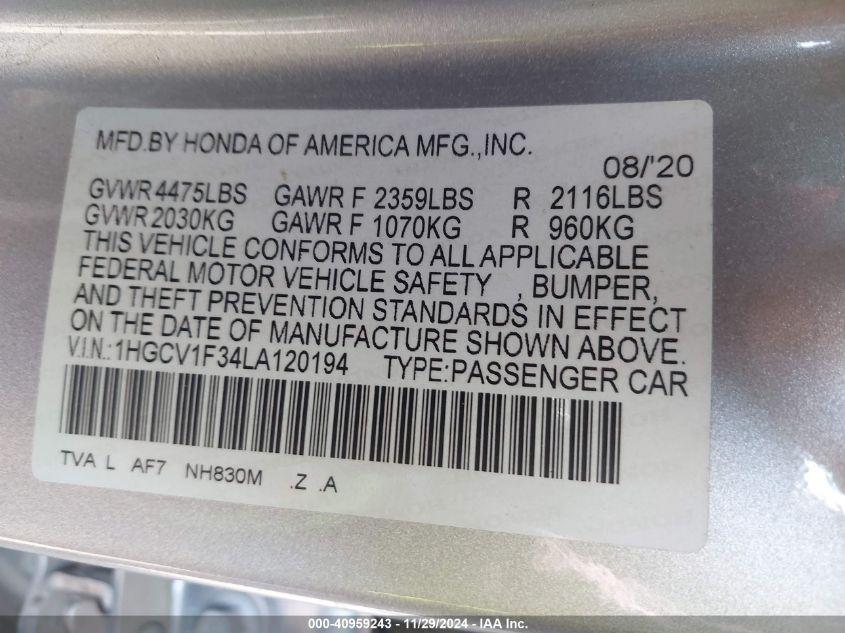 MFD.BY HONDA OF AMERICA MFG.,INC.
08/'20
GVWR 4475LBS GAWR F 2359LBS R 2116LBS
GVWR 2030KG GAWR F 1070KG R 960KG
THIS VEHICLE CONFORMS TO ALL APPLICABLE
FEDERAL MOTOR VEHICLE SAFETY , BUMPER,
AND THEFT PREVENTION STANDARDS IN EFFECT
ON THE DATE OF MANUFACTURE SHOWN ABOVE.
V.I.N.:1HGCV1F34LA120194 TYPE:PASSENGER CAR
TVA L AF7 NH830M .Z .A
000-40959243 - 11/29/2024 - IAAI.com.